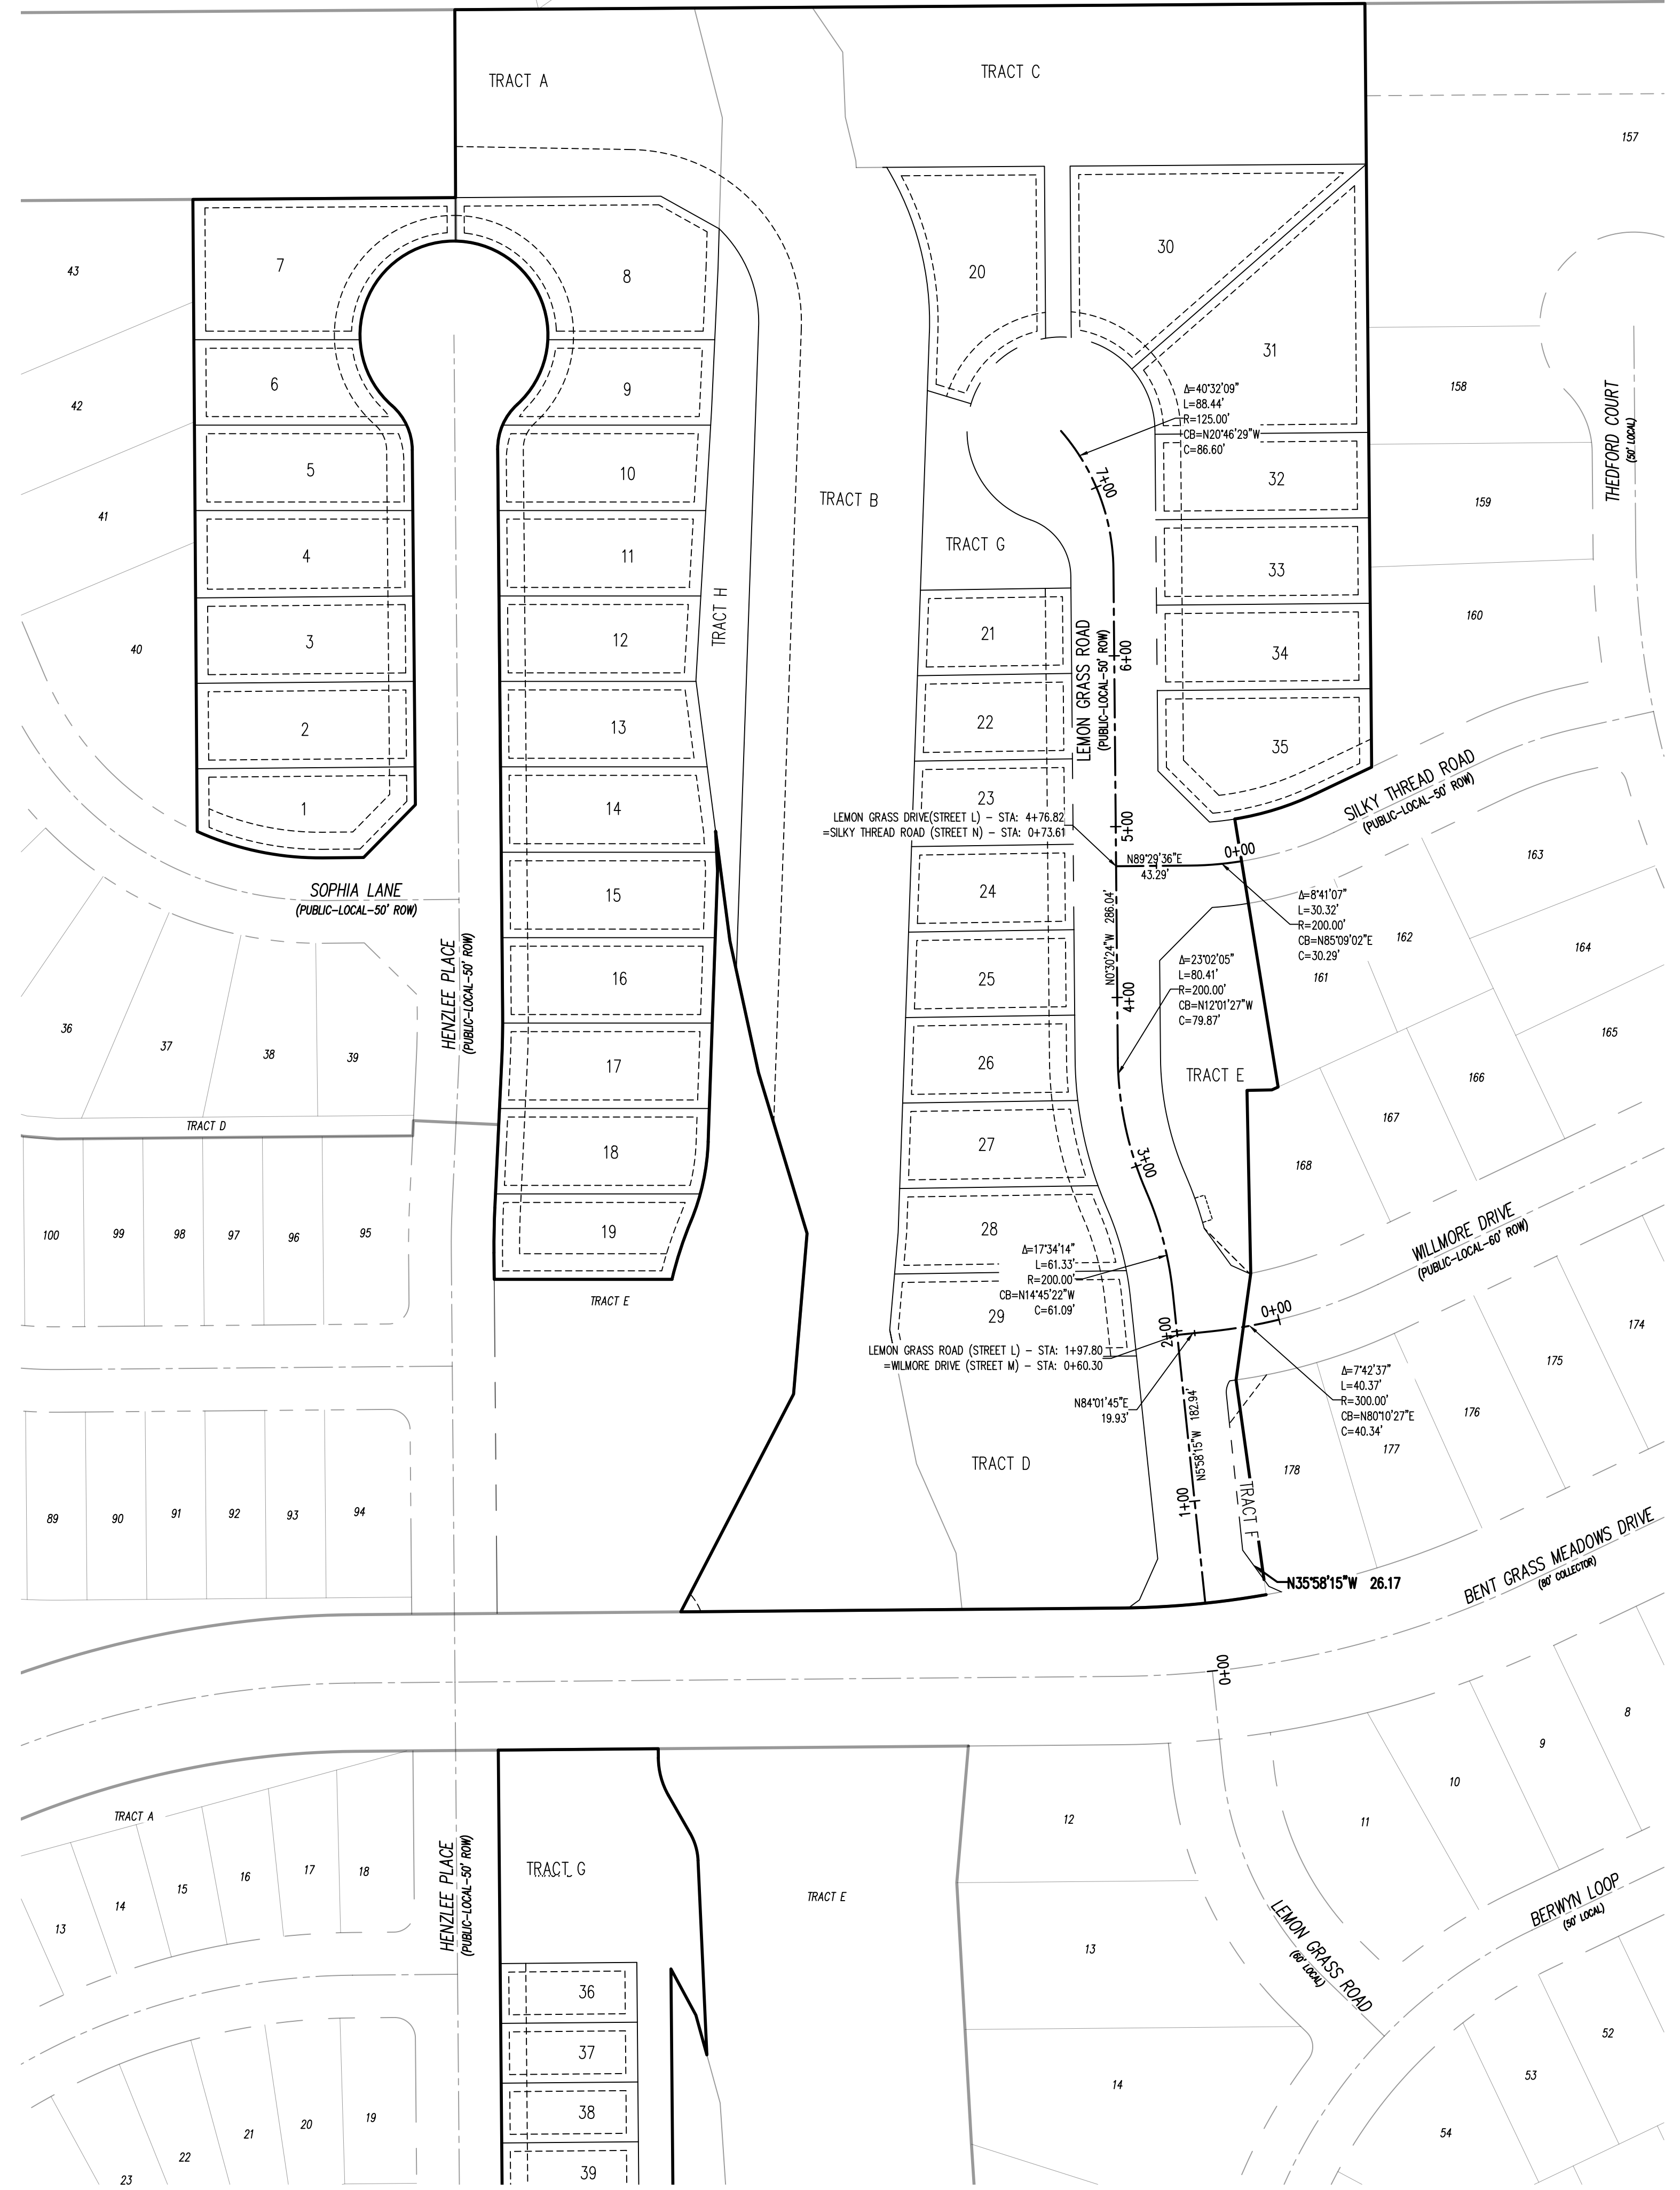 TRACT A
TRACT C
157
43
7
8
20
30
6
9
31
42
158
THEDFORD COURT
(50' LOCAL)
Δ=40°32'09"
L=88.44'
R=125.00'
CB=N20°46'29"W
C=86.60'
5
10
7+00
32
41
TRACT B
159
4
11
TRACT G
33
3
12
TRACT H
21
LEMON GRASS ROAD
(PUBLIC-LOCAL-50' ROW)
6+00
34
160
40
2
13
22
35
SILKY THREAD ROAD
(PUBLIC-LOCAL-50' ROW)
1
14
23
LEMON GRASS DRIVE(STREET L) - STA: 4+76.82
=SILKY THREAD ROAD (STREET N) - STA: 0+73.61
5+00
N89°29'36"E
43.29'
0+00
163
SOPHIA LANE
(PUBLIC-LOCAL-50' ROW)
15
24
N0°30'24"W 286.04'
Δ=8°41'07"
L=30.32'
R=200.00'
CB=N85°09'02"E
C=30.29'
162
164
161
HENZLEE PLACE
(PUBLIC-LOCAL-50' ROW)
16
25
4+00
Δ=23°02'05"
L=80.41'
R=200.00'
CB=N12°01'27"W
C=79.87'
165
36
37
38
39
17
26
TRACT E
166
167
TRACT D
18
27
3+00
168
100
99
98
97
96
95
19
28
WILLMORE DRIVE
(PUBLIC-LOCAL-60' ROW)
Δ=17°34'14"
L=61.33'
R=200.00'
CB=N14°45'22"W
C=61.09'
TRACT E
29
2+00
0+00
174
LEMON GRASS ROAD (STREET L) - STA: 1+97.80
=WILMORE DRIVE (STREET M) - STA: 0+60.30
175
Δ=7°42'37"
L=40.37'
R=300.00'
CB=N80°10'27"E
C=40.34'
N84°01'45"E
19.93'
N5°58'15"W 182.94'
176
177
TRACT D
178
1+00
TRACT F
89
90
91
92
93
94
BENT GRASS MEADOWS DRIVE
(80' COLLECTOR)
N35°58'15"W 26.17
0+00
8
9
10
TRACT A
12
11
HENZLEE PLACE
(PUBLIC-LOCAL-50' ROW)
TRACT G
18
17
16
15
14
13
TRACT E
BERWYN LOOP
(50' LOCAL)
LEMON GRASS ROAD
(60' LOCAL)
13
36
37
52
53
38
14
54
19
20
21
22
23
39